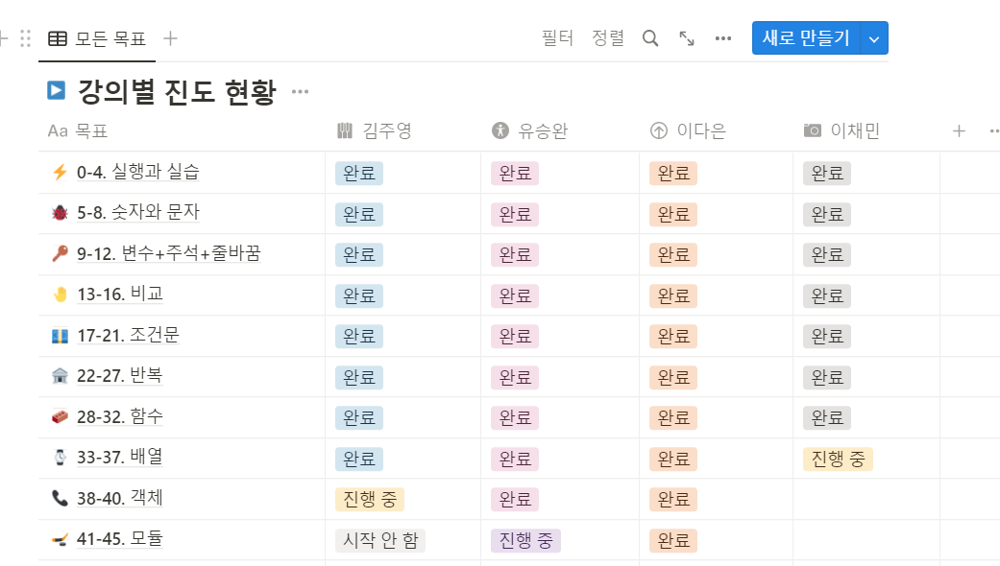 모든 목표 필터 정렬 새로 만들기
강의별 진도 현황
Aa 목표 김주영 유승완 이다은 이채민
0-4. 실행과 실습 완료 완료 완료 완료
5-8. 숫자와 문자 완료 완료 완료 완료
9-12. 변수+주석+줄바꿈 완료 완료 완료 완료
13-16. 비교 완료 완료 완료 완료
17-21. 조건문 완료 완료 완료 완료
22-27. 반복 완료 완료 완료 완료
28-32. 함수 완료 완료 완료 완료
33-37. 배열 완료 완료 완료 진행 중
38-40. 객체 진행 중 완료 완료
41-45. 모듈 시작 안 함 진행 중 완료